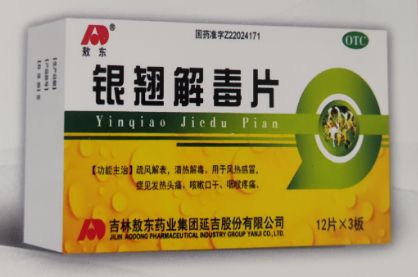 敖东
国药准字Z22024171
OTC
银翘解毒片
Yinqiao Jiedu Pian
【功能主治】疏风解表，清热解毒。用于风热感冒，
症见发热头痛、咳嗽口干、咽喉疼痛。
吉林敖东药业集团延吉股份有限公司
JILIN AODONG PHARMACEUTICAL INDUSTRY GROUP YANJI CO.,LTD.
12片×3板